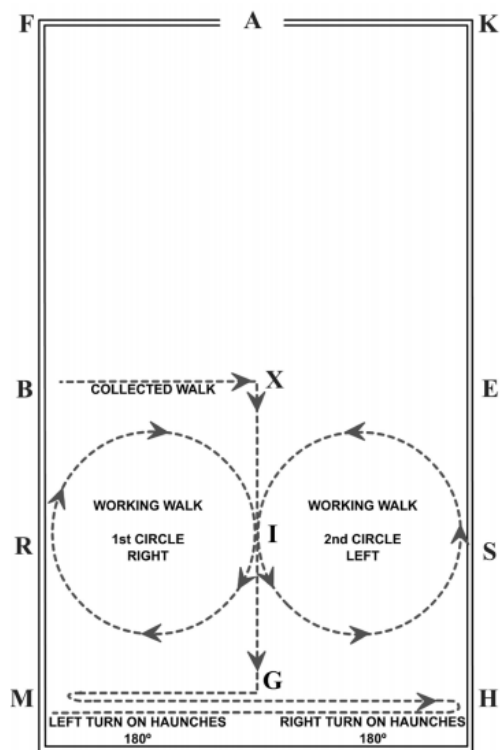 F A K
B X E
COLLECTED WALK
WORKING WALK WORKING WALK
R 1st CIRCLE I 2nd CIRCLE S
RIGHT LEFT
G
M H
LEFT TURN ON HAUNCHES RIGHT TURN ON HAUNCHES
180º 180º